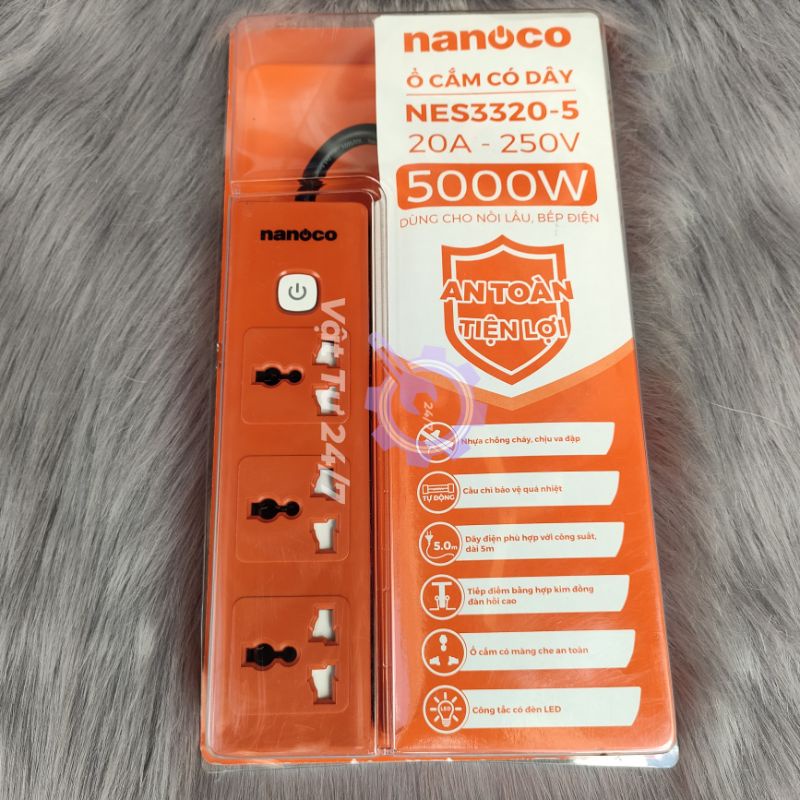 nanoco
Ổ CẮM CÓ DÂY
NES3320-5
20A - 250V
5000W
DÙNG CHO NỒI LẨU, BẾP ĐIỆN
nanoco
AN TOÀN
TIỆN LỢI
Vật Tư 24/7
24/7
Nhựa chống cháy, chịu va đập
TỰ ĐỘNG
Cầu chì bảo vệ quá nhiệt
5.0m
Dây điện phù hợp với công suất,
dài 5m
Tiếp điểm bằng hợp kim đồng
đàn hồi cao
Ổ cắm có màng che an toàn
LED
Công tắc có đèn LED